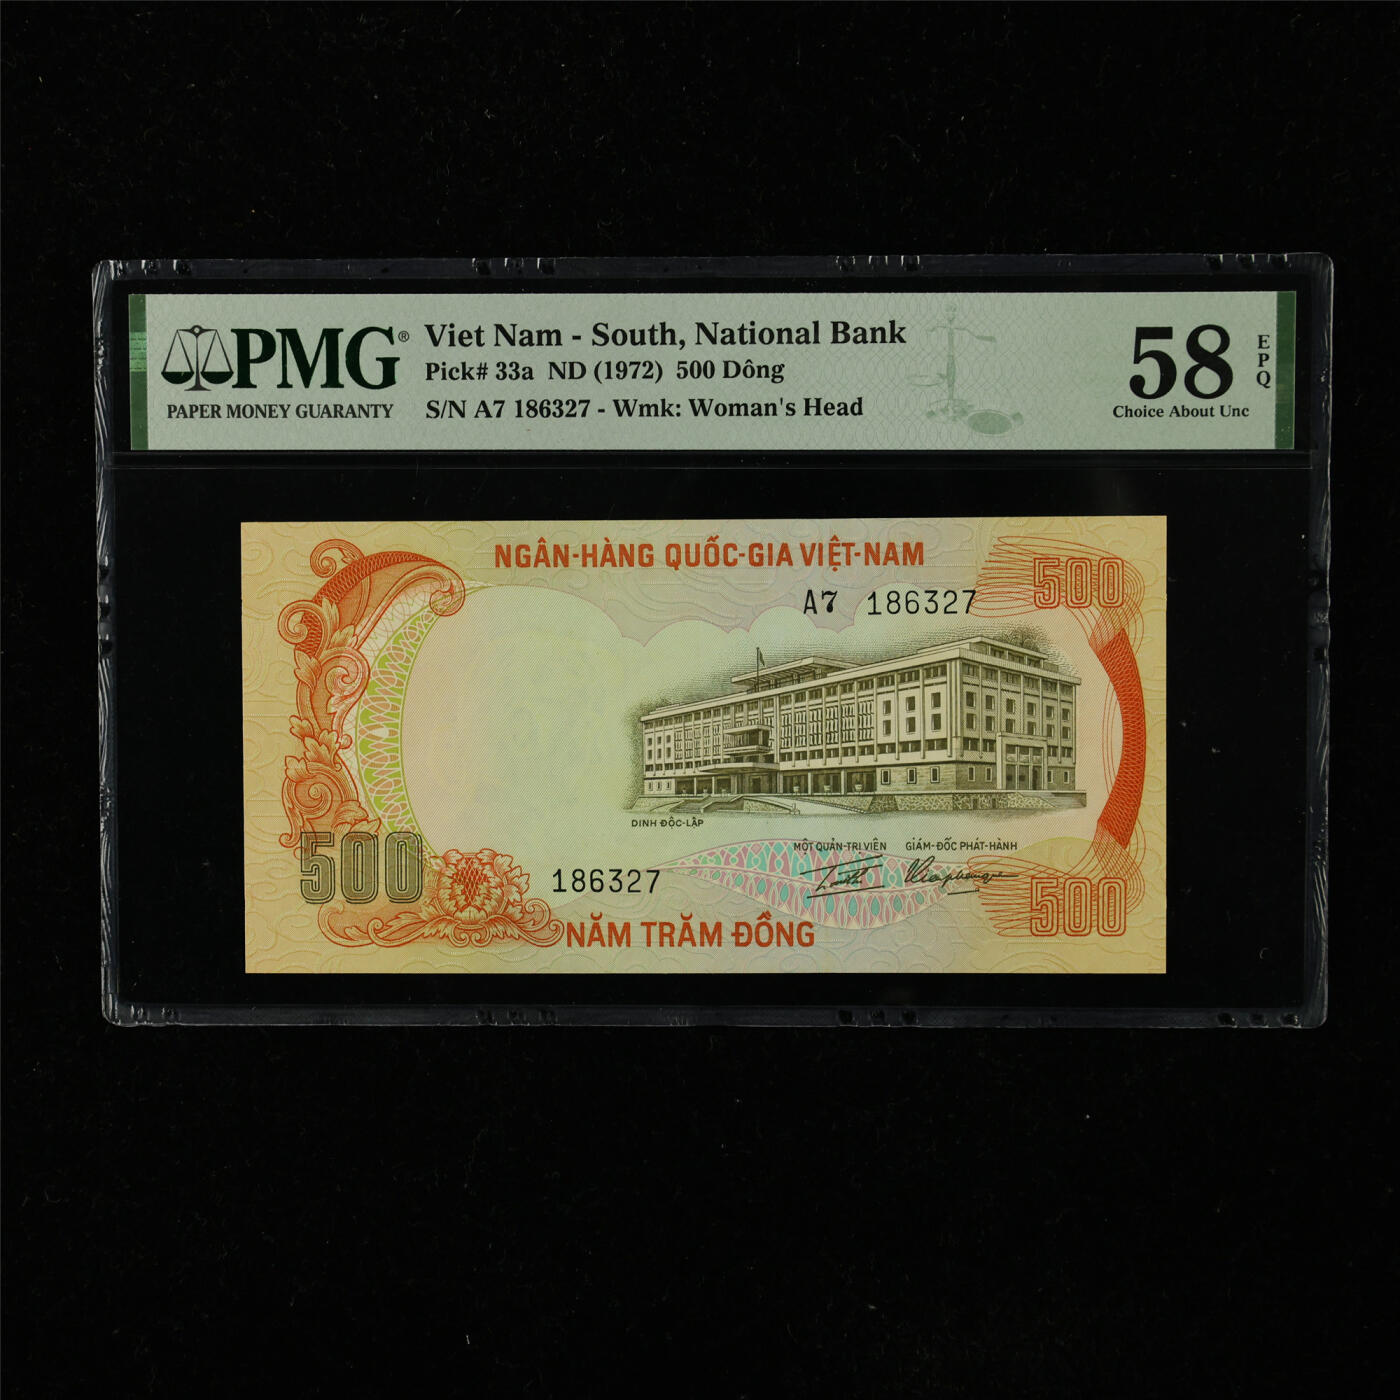 PMG®
PAPER MONEY GUARANTY
Viet Nam - South, National Bank
Pick# 33a ND (1972) 500 Dông
S/N A7 186327 - Wmk: Woman's Head
58
EPQ
Choice About Unc
NGÂN-HÀNG QUỐC-GIA VIỆT-NAM
500
A7 186327
DINH ĐỘC-LẬP
MỘT QUẢN-TRỊ VIÊN GIÁM-ĐỐC PHÁT-HÀNH
500
186327
500
NĂM TRĂM ĐỒNG